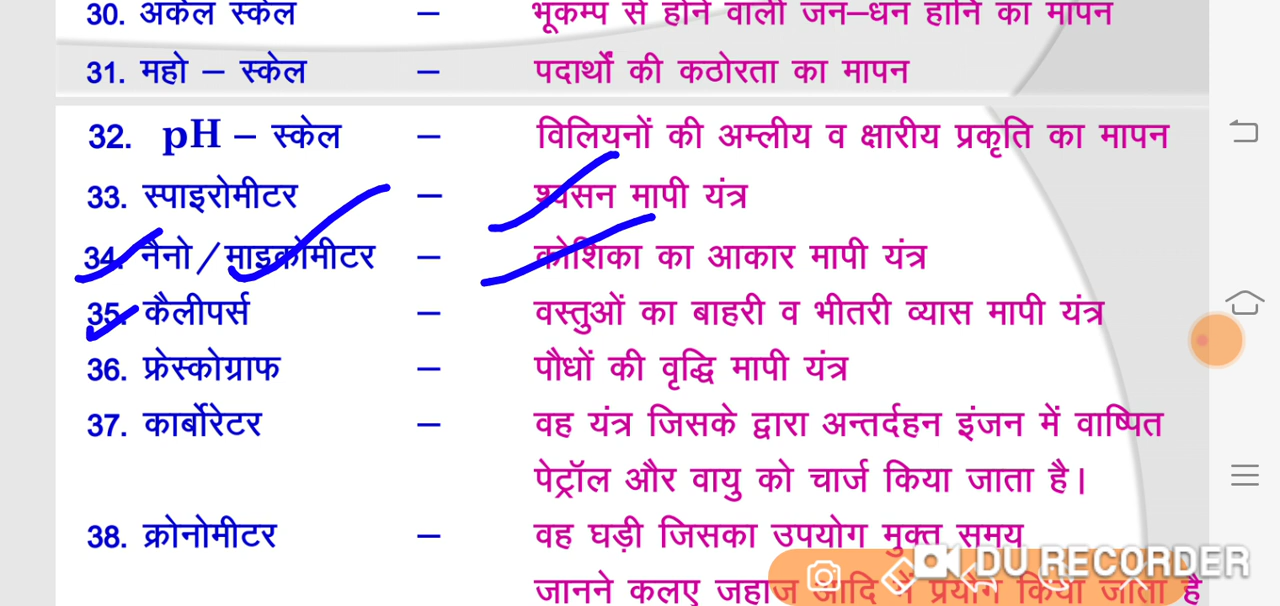 30. अकेल स्केल – भूकम्प से होने वाली जन–धन हानि का मापन
31. महो – स्केल – पदार्थों की कठोरता का मापन
32. pH – स्केल – विलियनों की अम्लीय व क्षारीय प्रकृति का मापन
33. स्पाइरोमीटर – श्वसन मापी यंत्र
34. नैनो / माइकोमीटर – कोशिका का आकार मापी यंत्र
35. कैलीपर्स – वस्तुओं का बाहरी व भीतरी व्यास मापी यंत्र
36. फ्रेस्कोग्राफ – पौधों की वृद्धि मापी यंत्र
37. कार्बोरेटर – वह यंत्र जिसके द्वारा अन्तर्दहन इंजन में वाष्पित
पेट्रॉल और वायु को चार्ज किया जाता है।
38. क्रोनोमीटर – वह घड़ी जिसका उपयोग मुक्त समय
DU RECORDER
जानने कलए जहाज आदि में प्रयोग किया जाता है